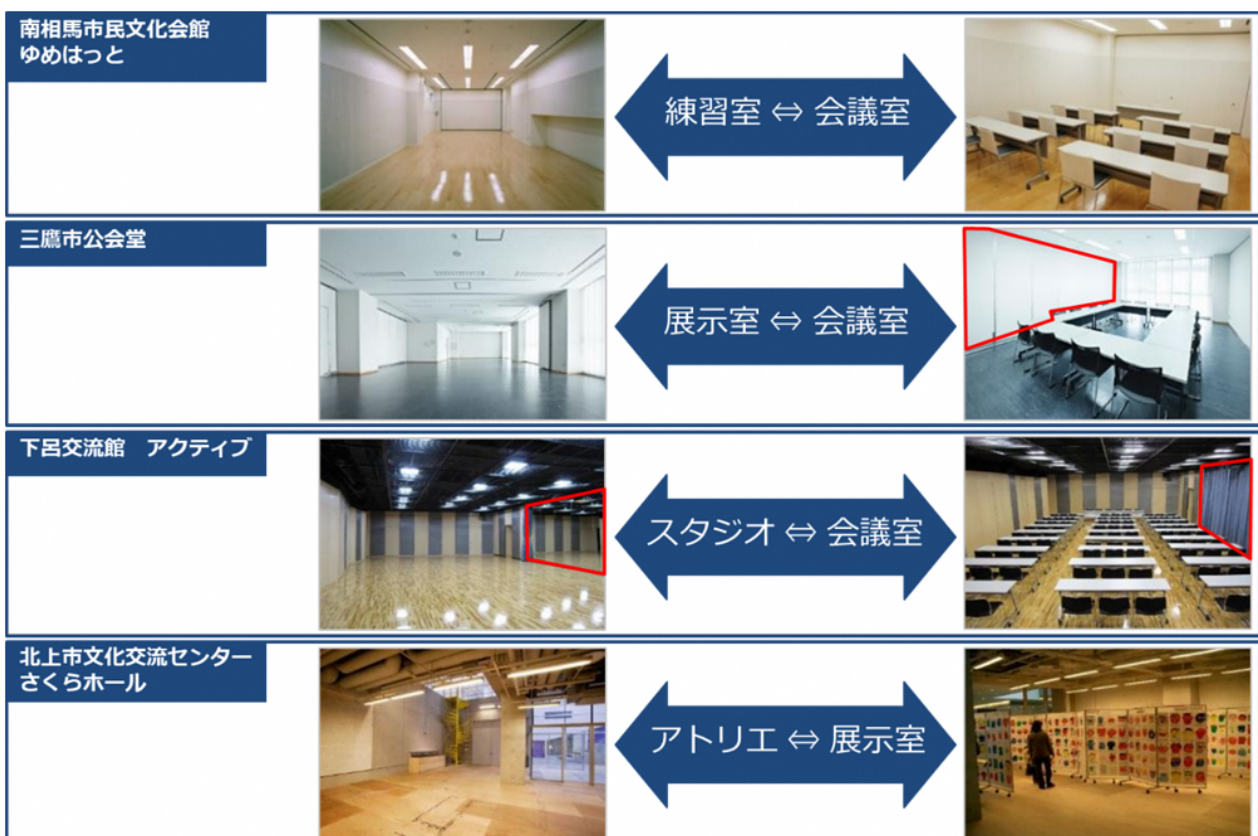 南相馬市民文化会館
ゆめはっと
練習室 ⇔ 会議室
三鷹市公会堂
展示室 ⇔ 会議室
下呂交流館　アクティブ
スタジオ ⇔ 会議室
北上市文化交流センター
さくらホール
アトリエ ⇔ 展示室